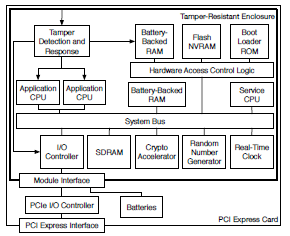 Tamper-Resistant Enclosure
Tamper
Detection and
Response
Battery-
Backed
RAM
Flash
NVRAM
Boot
Loader
ROM
Hardware Access Control Logic
Application
CPU
Application
CPU
Battery-Backed
RAM
Service
CPU
System Bus
I/O
Controller
SDRAM
Crypto
Accelerator
Random
Number
Generator
Real-Time
Clock
Module Interface
PCIe I/O Controller
Batteries
PCI Express Interface
PCI Express Card